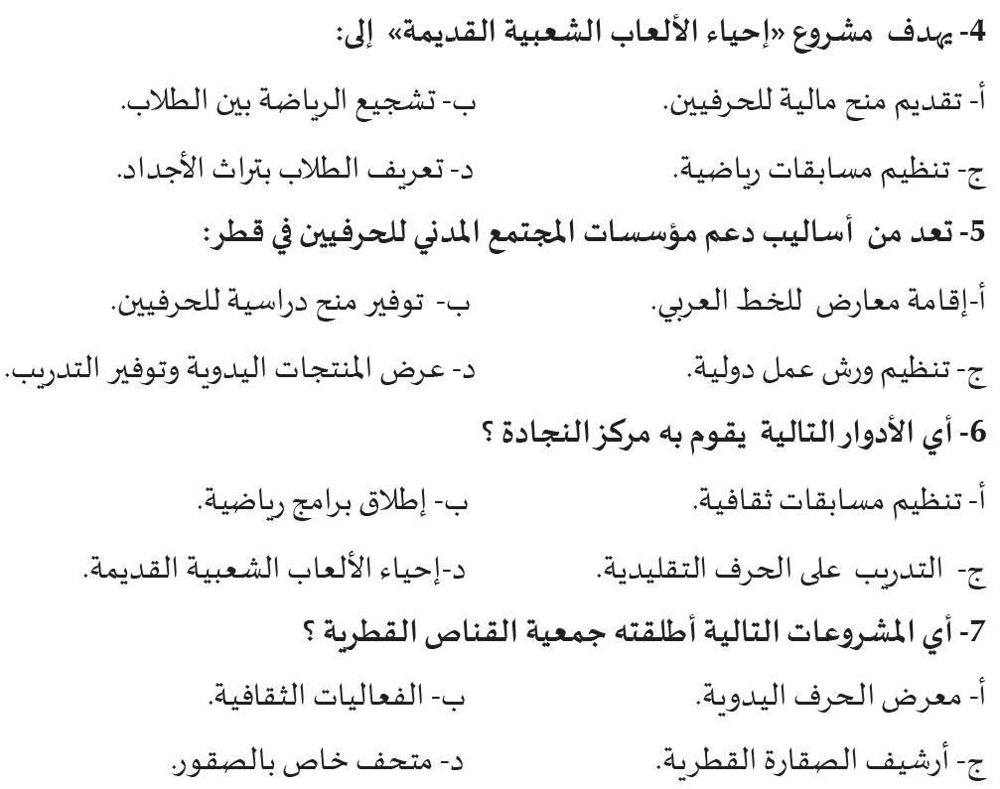 4- يهدف مشروع «إحياء الألعاب الشعبية القديمة» إلى:
أ- تقديم منح مالية للحرفيين. ب- تشجيع الرياضة بين الطلاب.
ج- تنظيم مسابقات رياضية. د- تعريف الطلاب بتراث الأجداد.
5- تعد من أساليب دعم مؤسسات المجتمع المدني للحرفيين في قطر:
أ-إقامة معارض للخط العربي. ب- توفير منح دراسية للحرفيين.
ج- تنظيم ورش عمل دولية. د- عرض المنتجات اليدوية وتوفير التدريب.
6- أي الأدوار التالية يقوم به مركز النجادة ؟
أ- تنظيم مسابقات ثقافية. ب- إطلاق برامج رياضية.
ج- التدريب على الحرف التقليدية. د-إحياء الألعاب الشعبية القديمة.
7- أي المشروعات التالية أطلقته جمعية القناص القطرية ؟
أ- معرض الحرف اليدوية. ب- الفعاليات الثقافية.
ج- أرشيف الصقارة القطرية. د- متحف خاص بالصقور.